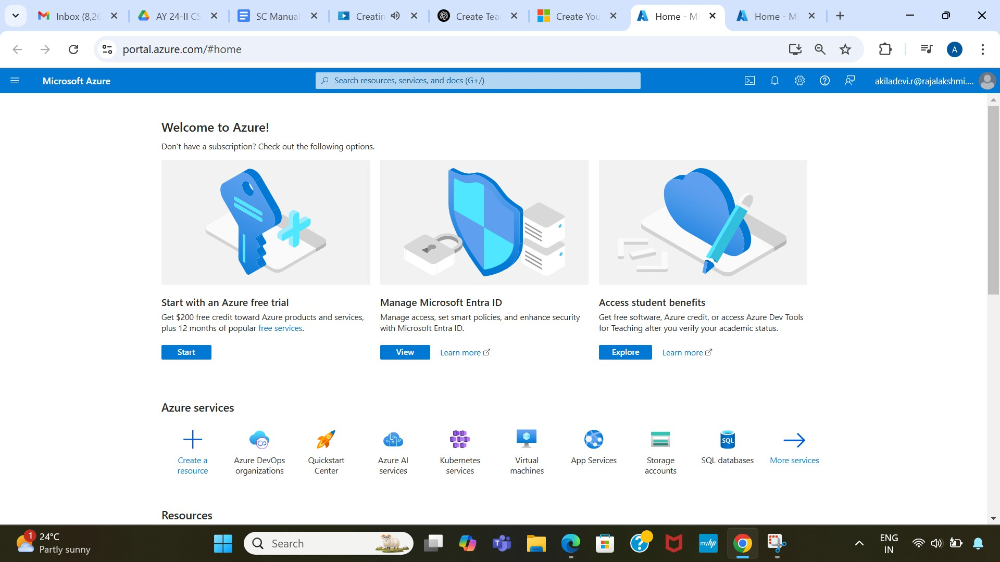 Inbox (8,26
AY 24-II CS
SC Manual
Creatin
Create Tea
Create You
Home - Mi
Home - Mi
portal.azure.com/#home
A
Microsoft Azure
Search resources, services, and docs (G+/)
akiladevi.r@rajalakshmi....
Welcome to Azure!
Don't have a subscription? Check out the following options.
Start with an Azure free trial
Get $200 free credit toward Azure products and services,
plus 12 months of popular free services.
Start
Manage Microsoft Entra ID
Manage access, set smart policies, and enhance security
with Microsoft Entra ID.
View
Learn more
Access student benefits
Get free software, Azure credit, or access Azure Dev Tools
for Teaching after you verify your academic status.
Explore
Learn more
Azure services
Create a
resource
Azure DevOps
organizations
Quickstart
Center
Azure AI
services
Kubernetes
services
Virtual
machines
App Services
Storage
accounts
SQL
SQL databases
More services
Resources
1
24°C
Partly sunny
Search
myhp
ENG
IN